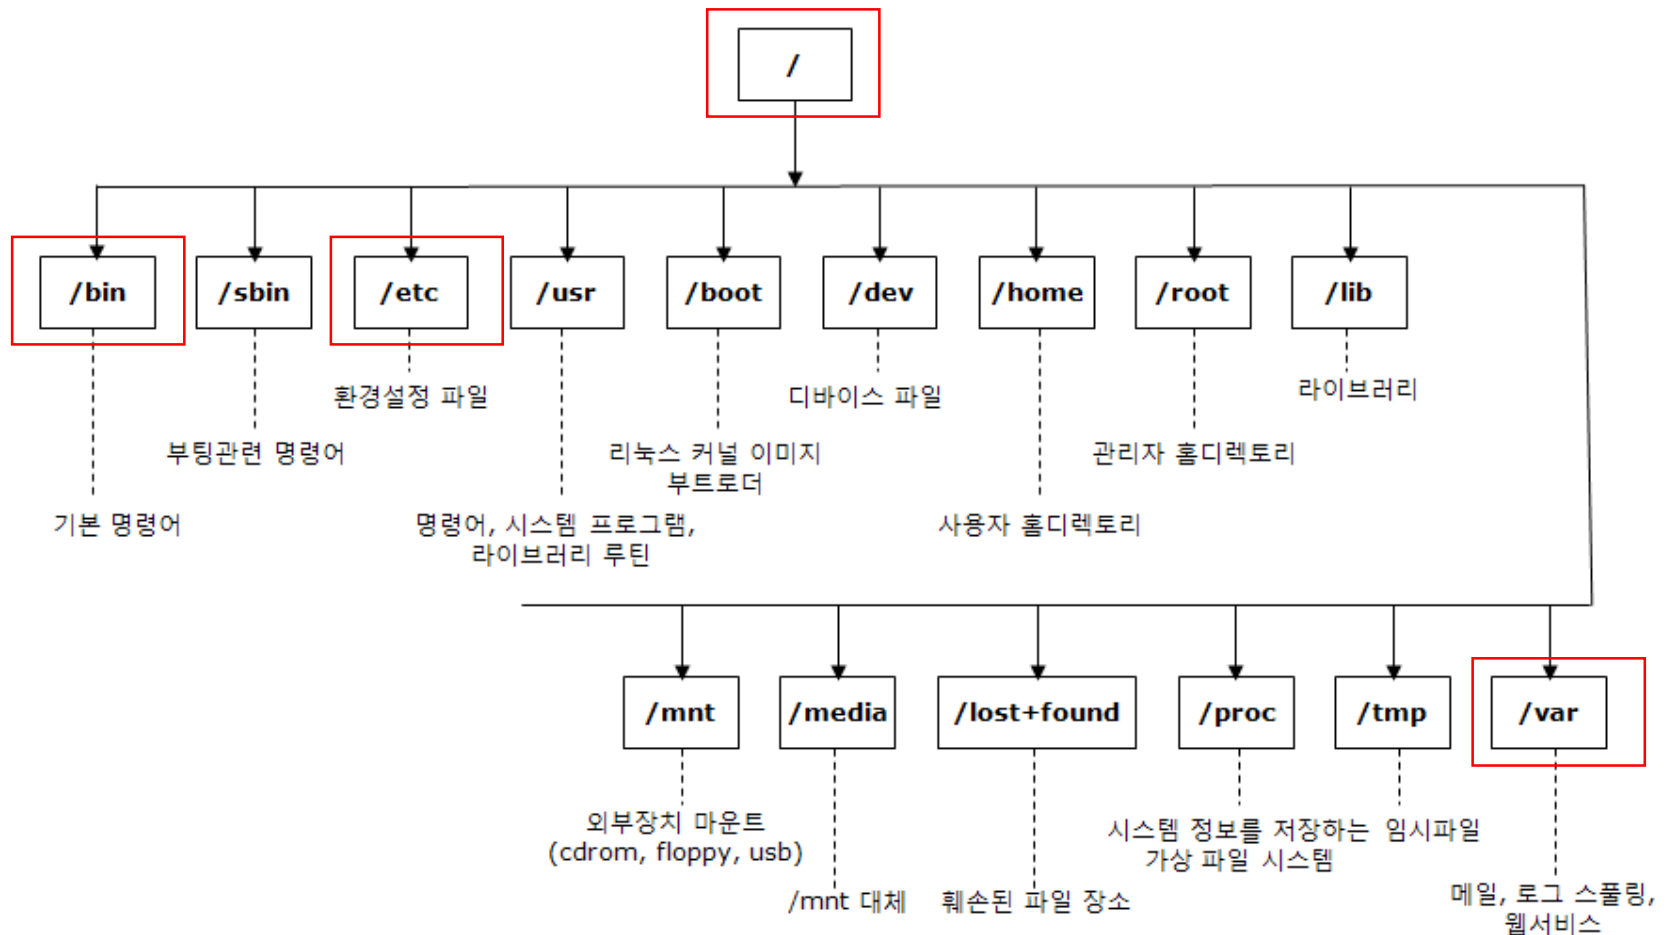 /
/bin
/sbin
/etc
/usr
/boot
/dev
/home
/root
/lib
환경설정 파일
디바이스 파일
라이브러리
부팅관련 명령어
리눅스 커널 이미지
부트로더
관리자 홈디렉토리
기본 명령어
명령어, 시스템 프로그램,
라이브러리 루틴
사용자 홈디렉토리
/mnt
/media
/lost+found
/proc
/tmp
/var
외부장치 마운트
(cdrom, floppy, usb)
시스템 정보를 저장하는
가상 파일 시스템
임시파일
/mnt 대체
훼손된 파일 장소
메일, 로그 스풀링,
웹서비스